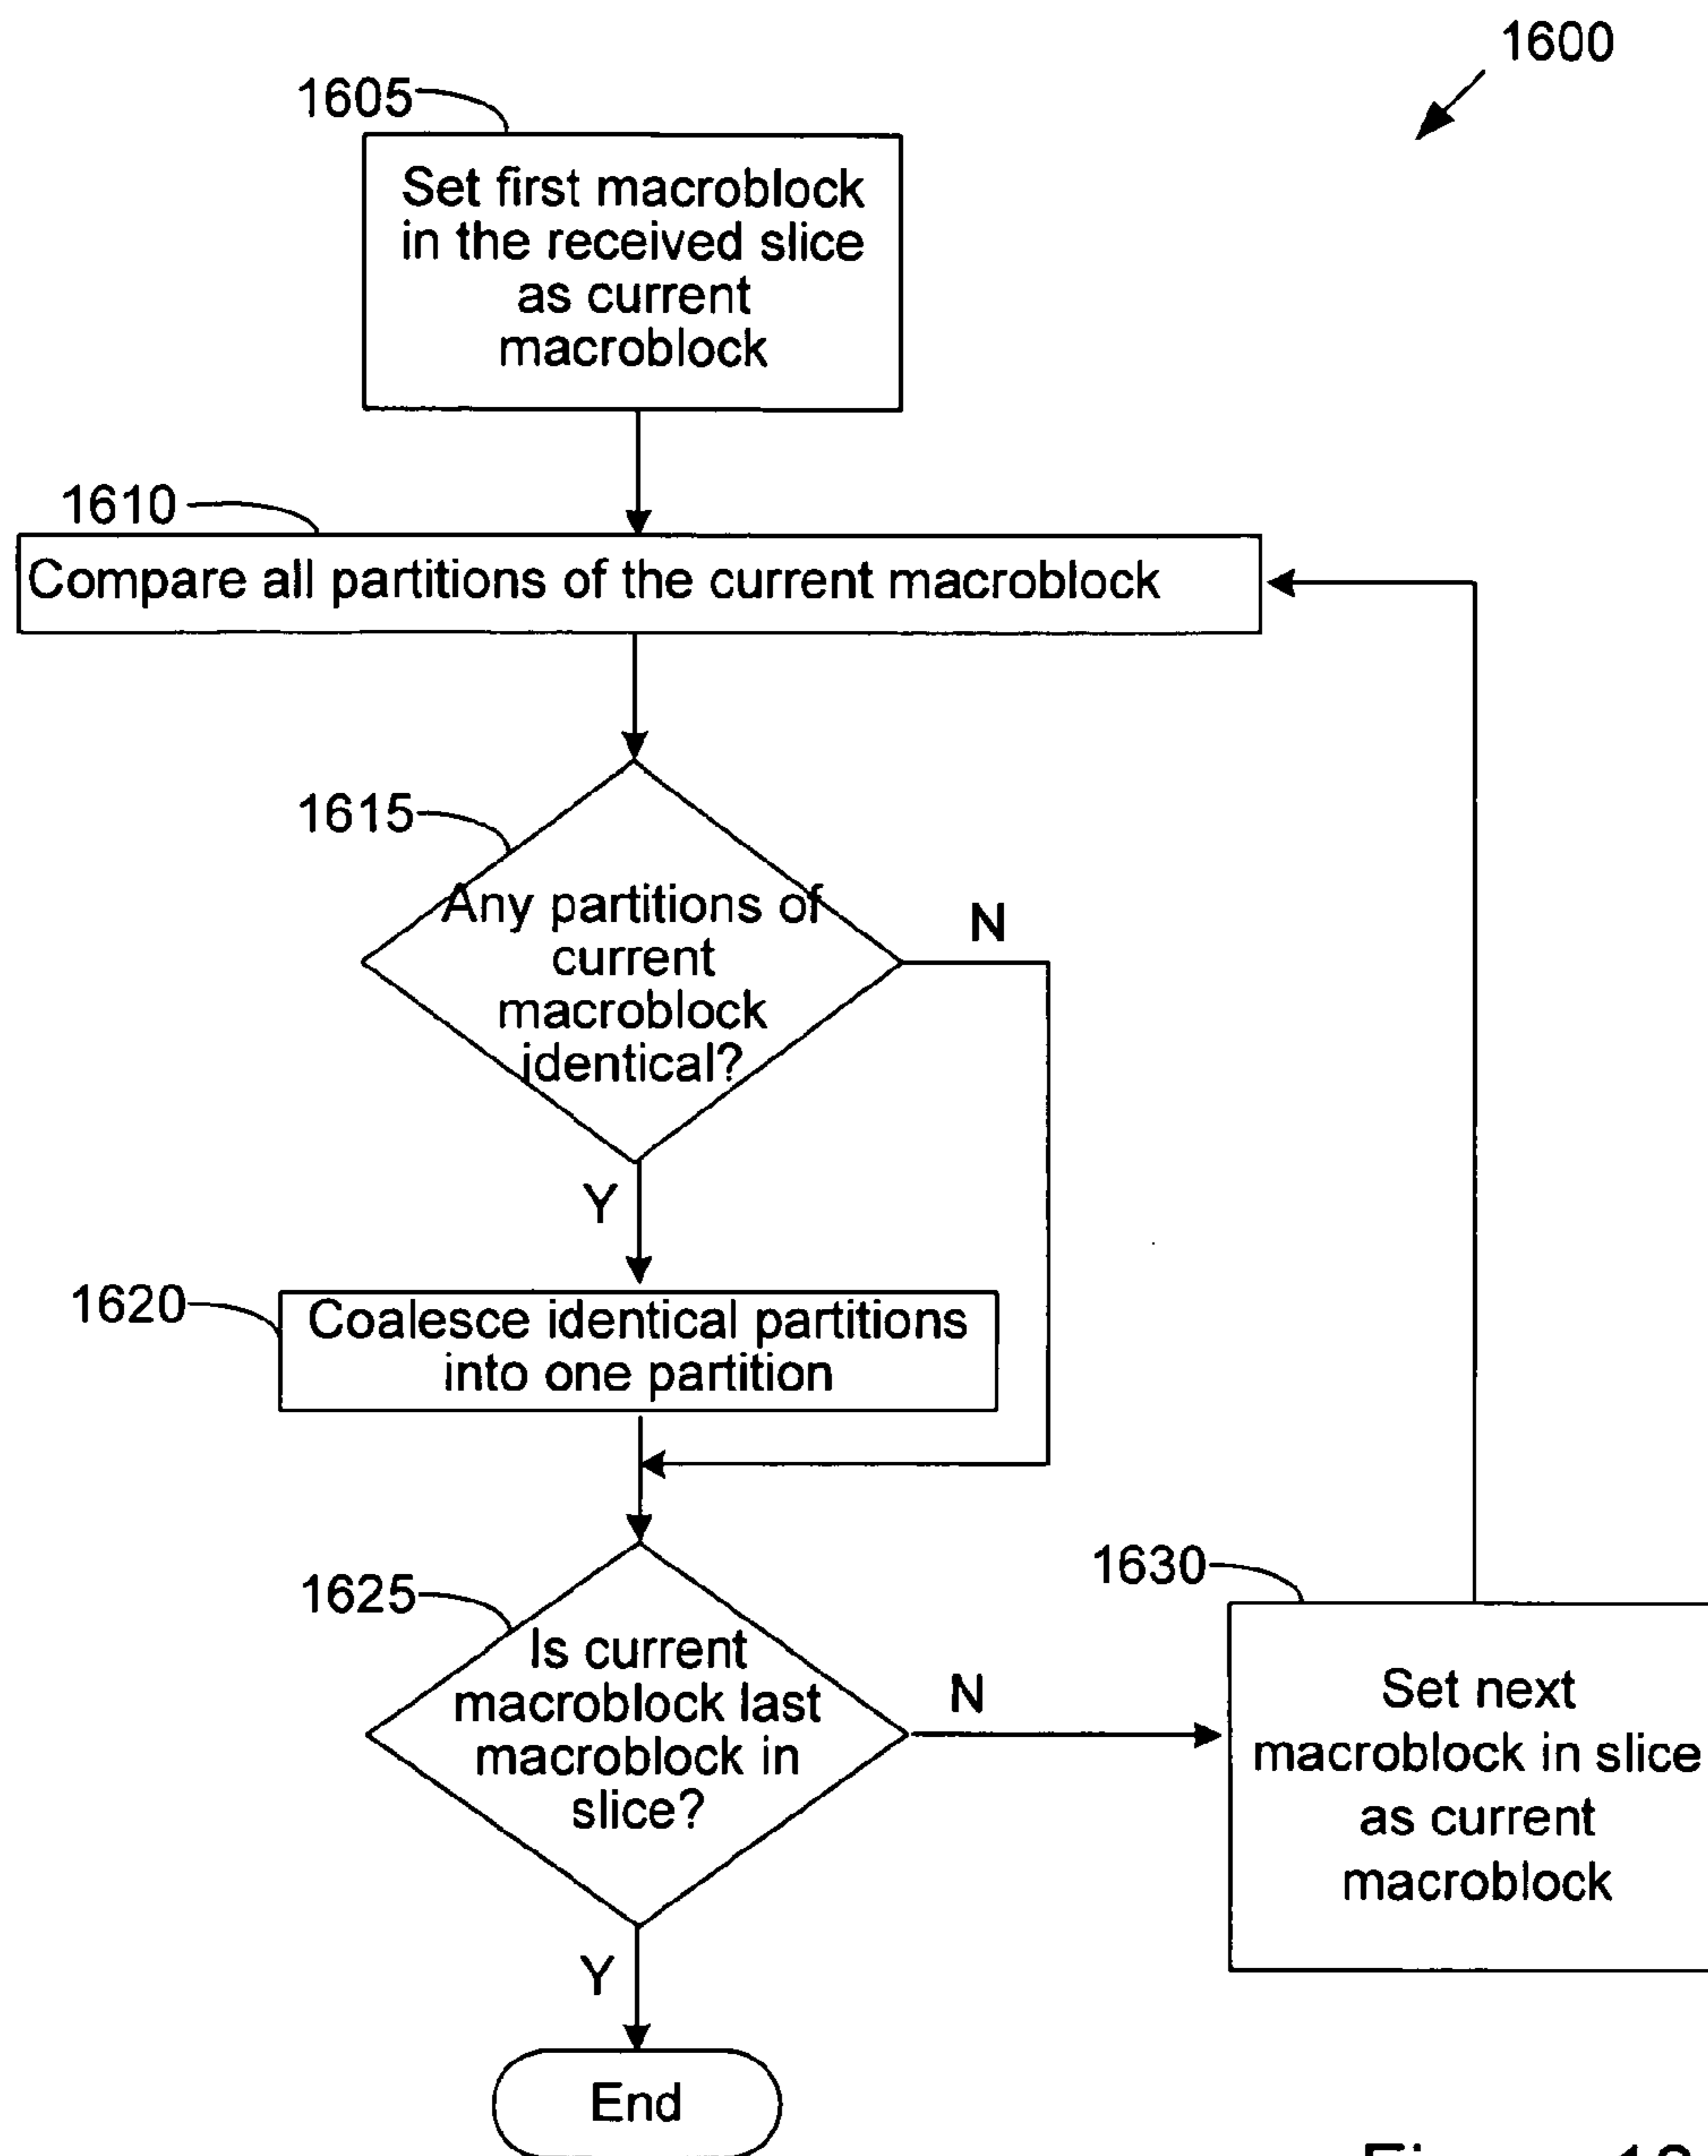 1600
1605
Set first macroblock
in the received slice
as current
macroblock
1610
Compare all partitions of the current macroblock
1615
Any partitions of
current
macroblock
identical?
N
Y
1620
Coalesce identical partitions
into one partition
1625
Is current
macroblock last
macroblock in
slice?
N
1630
Set next
macroblock in slice
as current
macroblock
Y
End